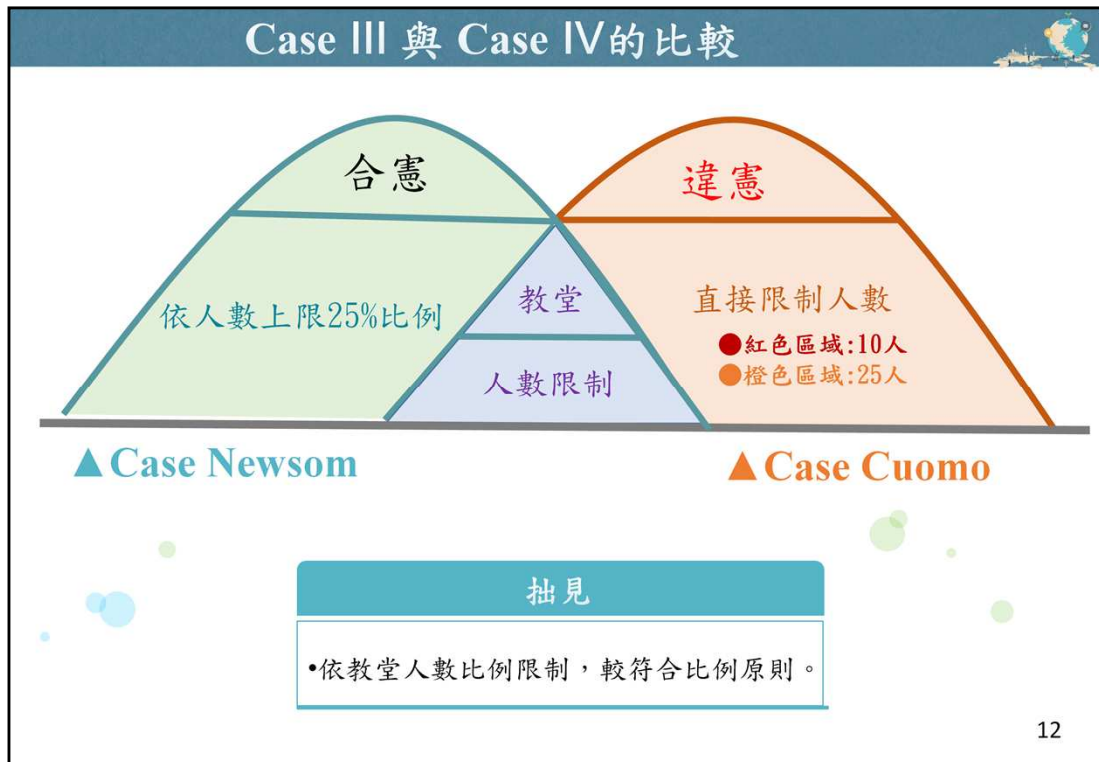 Case III 與 Case IV的比較
合憲
違憲
依人數上限25%比例
教堂
人數限制
直接限制人數
●紅色區域:10人
●橙色區域:25人
▲Case Newsom
▲Case Cuomo
拙見
•依教堂人數比例限制，較符合比例原則。
12